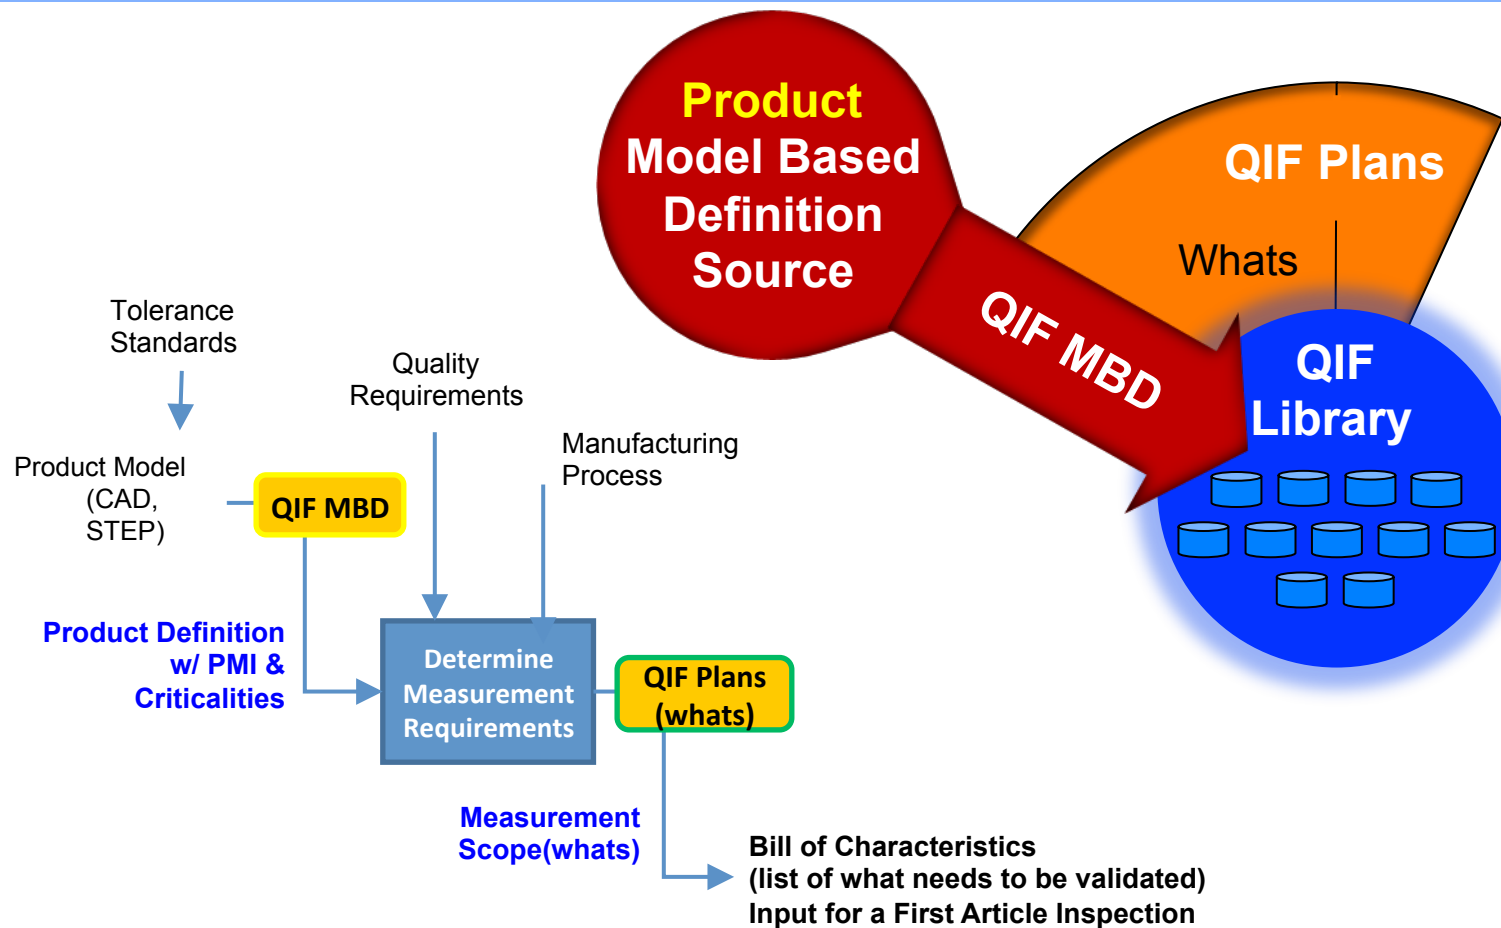 Product
Model Based
Definition
Source
QIF Plans
Whats
QIF MBD
QIF
Library
Tolerance
Standards
Quality
Requirements
Manufacturing
Process
Product Model
(CAD,
STEP)
QIF MBD
Product Definition
w/ PMI &
Criticalities
Determine
Measurement
Requirements
QIF Plans
(whats)
Measurement
Scope(whats)
Bill of Characteristics
(list of what needs to be validated)
Input for a First Article Inspection